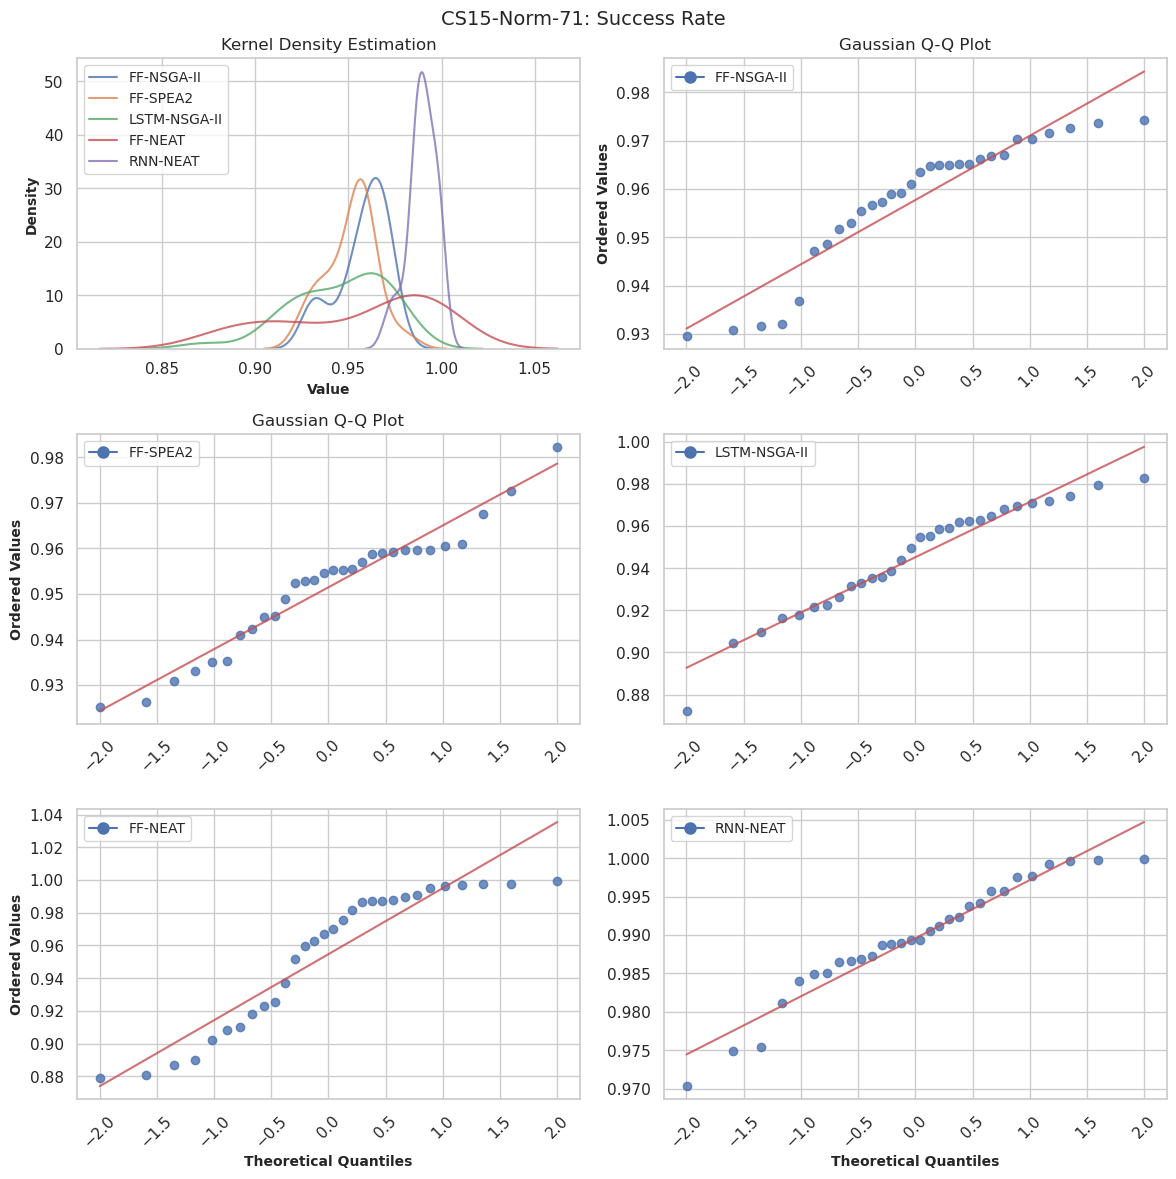 CS15-Norm-71: Success Rate
Kernel Density Estimation
FF-NSGA-II
FF-SPEA2
LSTM-NSGA-II
FF-NEAT
RNN-NEAT
Density
50
40
30
20
10
0
0.85 0.90 0.95 1.00 1.05
Value
Gaussian Q-Q Plot
FF-NSGA-II
Ordered Values
0.98
0.97
0.96
0.95
0.94
0.93
−2.0 −1.5 −1.0 −0.5 0.0 0.5 1.0 1.5 2.0
Gaussian Q-Q Plot
FF-SPEA2
Ordered Values
0.98
0.97
0.96
0.95
0.94
0.93
−2.0 −1.5 −1.0 −0.5 0.0 0.5 1.0 1.5 2.0
LSTM-NSGA-II
1.00
0.98
0.96
0.94
0.92
0.90
0.88
−2.0 −1.5 −1.0 −0.5 0.0 0.5 1.0 1.5 2.0
FF-NEAT
Ordered Values
1.04
1.02
1.00
0.98
0.96
0.94
0.92
0.90
0.88
−2.0 −1.5 −1.0 −0.5 0.0 0.5 1.0 1.5 2.0
Theoretical Quantiles
RNN-NEAT
1.005
1.000
0.995
0.990
0.985
0.980
0.975
0.970
−2.0 −1.5 −1.0 −0.5 0.0 0.5 1.0 1.5 2.0
Theoretical Quantiles